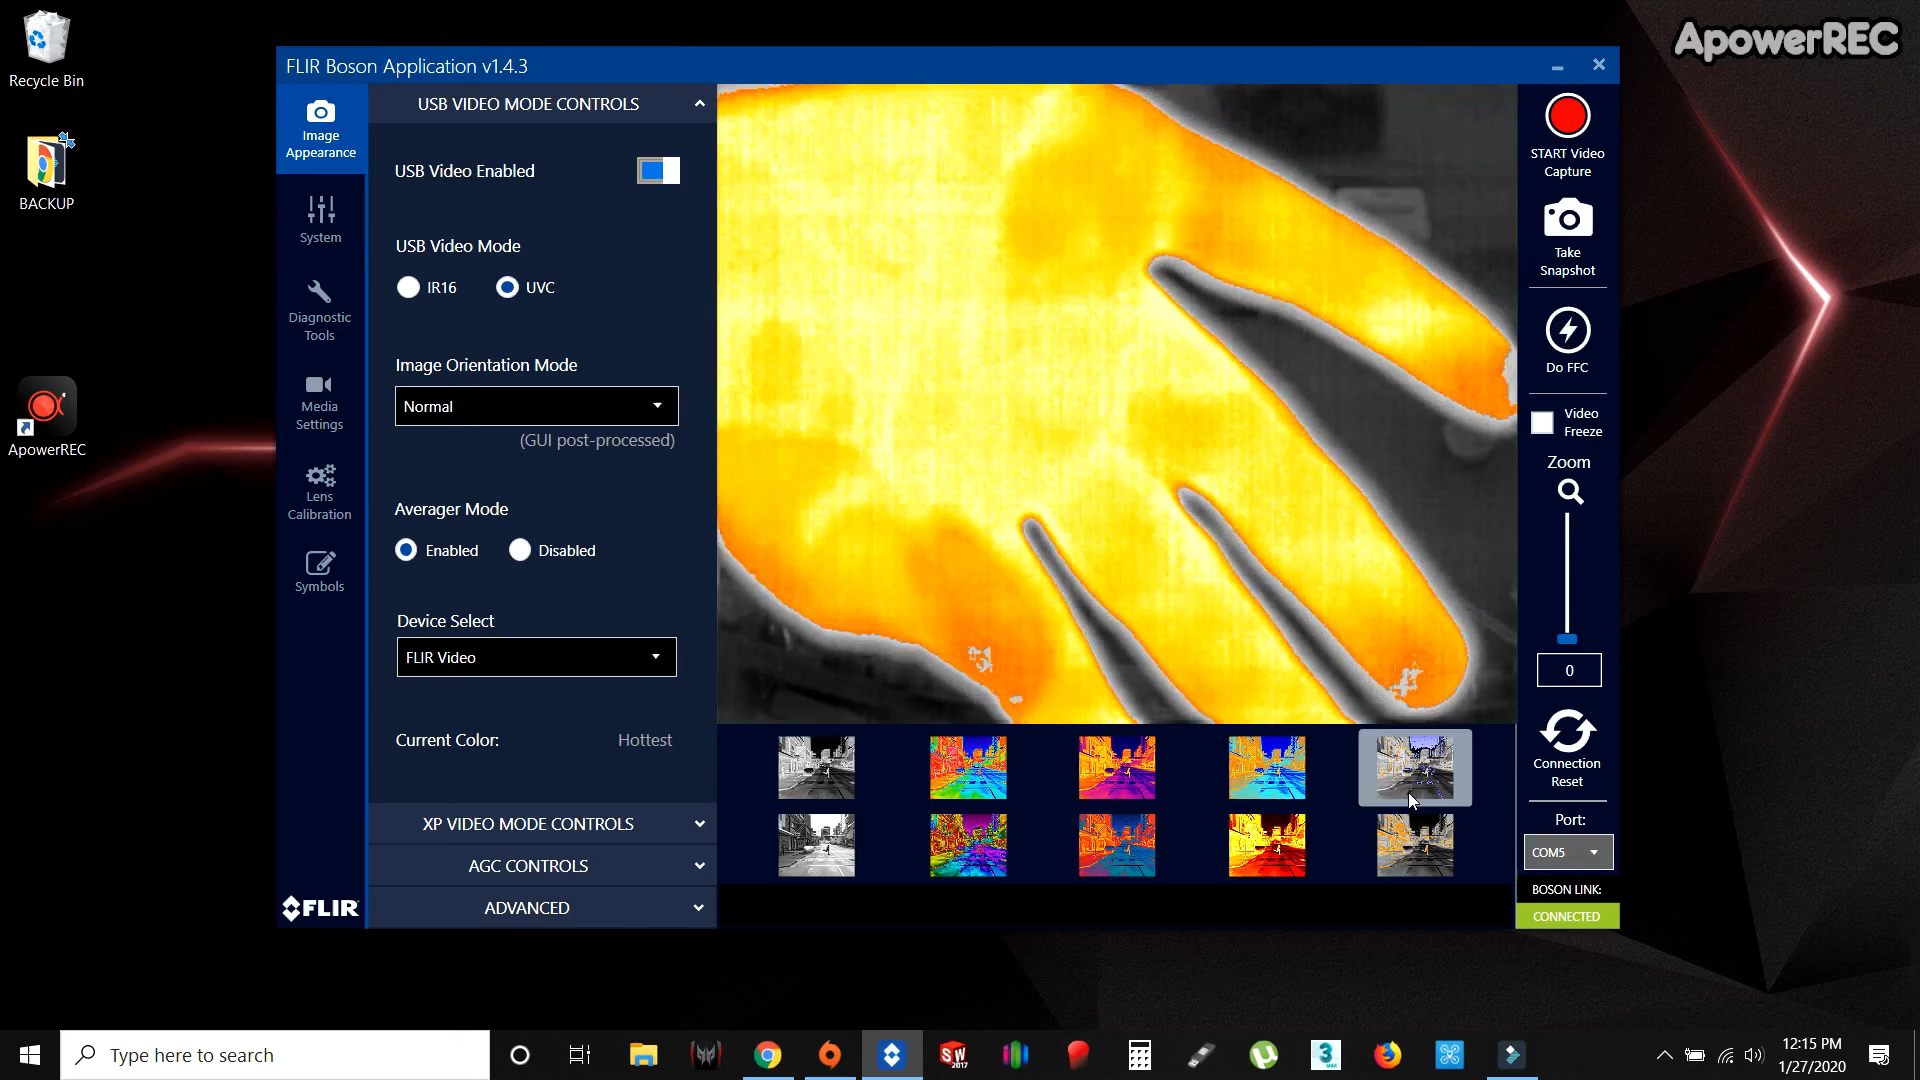 Recycle Bin
BACKUP
ApowerREC
ApowerREC
FLIR Boson Application v1.4.3
Image
Appearance
System
Diagnostic
Tools
Media
Settings
Lens
Calibration
Symbols
FLIR
USB VIDEO MODE CONTROLS
USB Video Enabled
USB Video Mode
IR16
UVC
Image Orientation Mode
Normal
(GUI post-processed)
Averager Mode
Enabled
Disabled
Device Select
FLIR Video
Current Color:
Hottest
XP VIDEO MODE CONTROLS
AGC CONTROLS
ADVANCED
START Video
Capture
Take
Snapshot
Do FFC
Video
Freeze
Zoom
0
Connection
Reset
Port:
COM5
BOSON LINK:
CONNECTED
Type here to search
SW
2017
3
MAX
12:15 PM
1/27/2020